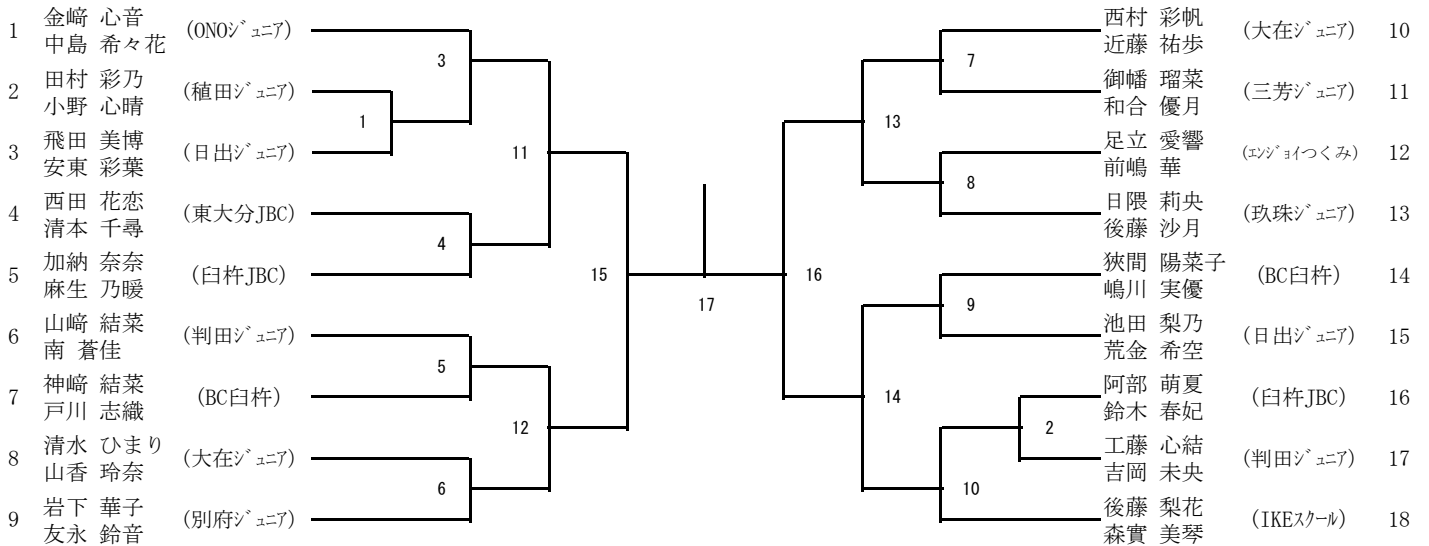 1 金﨑 心音 (ONOジュニア)
中島 希々花
2 田村 彩乃 (稙田ジュニア)
小野 心晴
3 飛田 美博 (日出ジュニア)
安東 彩葉
4 西田 花恋 (東大分JBC)
清本 千尋
5 加納 奈奈 (臼杵JBC)
麻生 乃暖
6 山﨑 結菜 (判田ジュニア)
南 蒼佳
7 神﨑 結菜 (BC臼杵)
戸川 志織
8 清水 ひまり (大在ジュニア)
山香 玲奈
9 岩下 華子 (別府ジュニア)
友永 鈴音
3
1
11
4
15
5
12
6
17
7
13
8
16
9
14
2
10
西村 彩帆 (大在ジュニア) 10
近藤 祐歩
御幡 瑠菜 (三芳ジュニア) 11
和合 優月
足立 愛響 (エンジョイつくみ) 12
前嶋 華
日隈 莉央 (玖珠ジュニア) 13
後藤 沙月
狹間 陽菜子 (BC臼杵) 14
嶋川 実優
池田 梨乃 (日出ジュニア) 15
荒金 希空
阿部 萌夏 (臼杵JBC) 16
鈴木 春妃
工藤 心結 (判田ジュニア) 17
吉岡 未央
後藤 梨花 (IKEスクール) 18
森實 美琴